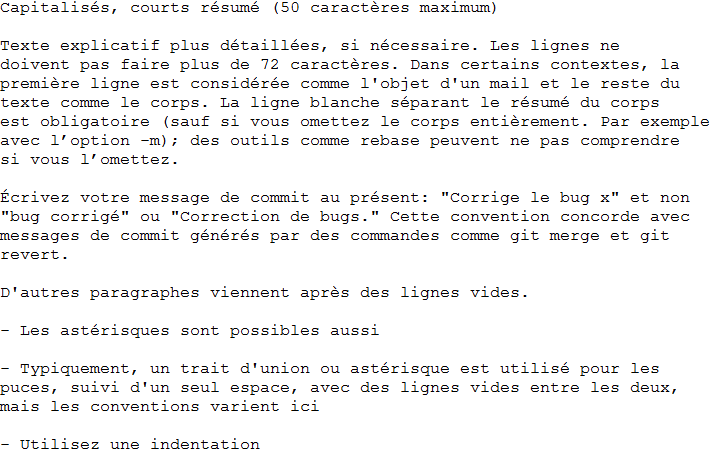 Capitalisés, courts résumé (50 caractères maximum)
Texte explicatif plus détaillées, si nécessaire. Les lignes ne
doivent pas faire plus de 72 caractères. Dans certains contextes, la
première ligne est considérée comme l'objet d'un mail et le reste du
texte comme le corps. La ligne blanche séparant le résumé du corps
est obligatoire (sauf si vous omettez le corps entièrement. Par exemple
avec l’option -m); des outils comme rebase peuvent ne pas comprendre
si vous l’omettez.
Écrivez votre message de commit au présent: "Corrige le bug x" et non
"bug corrigé" ou "Correction de bugs." Cette convention concorde avec
messages de commit générés par des commandes comme git merge et git
revert.
D'autres paragraphes viennent après des lignes vides.
- Les astérisques sont possibles aussi
- Typiquement, un trait d'union ou astérisque est utilisé pour les
puces, suivi d'un seul espace, avec des lignes vides entre les deux,
mais les conventions varient ici
- Utilisez une indentation